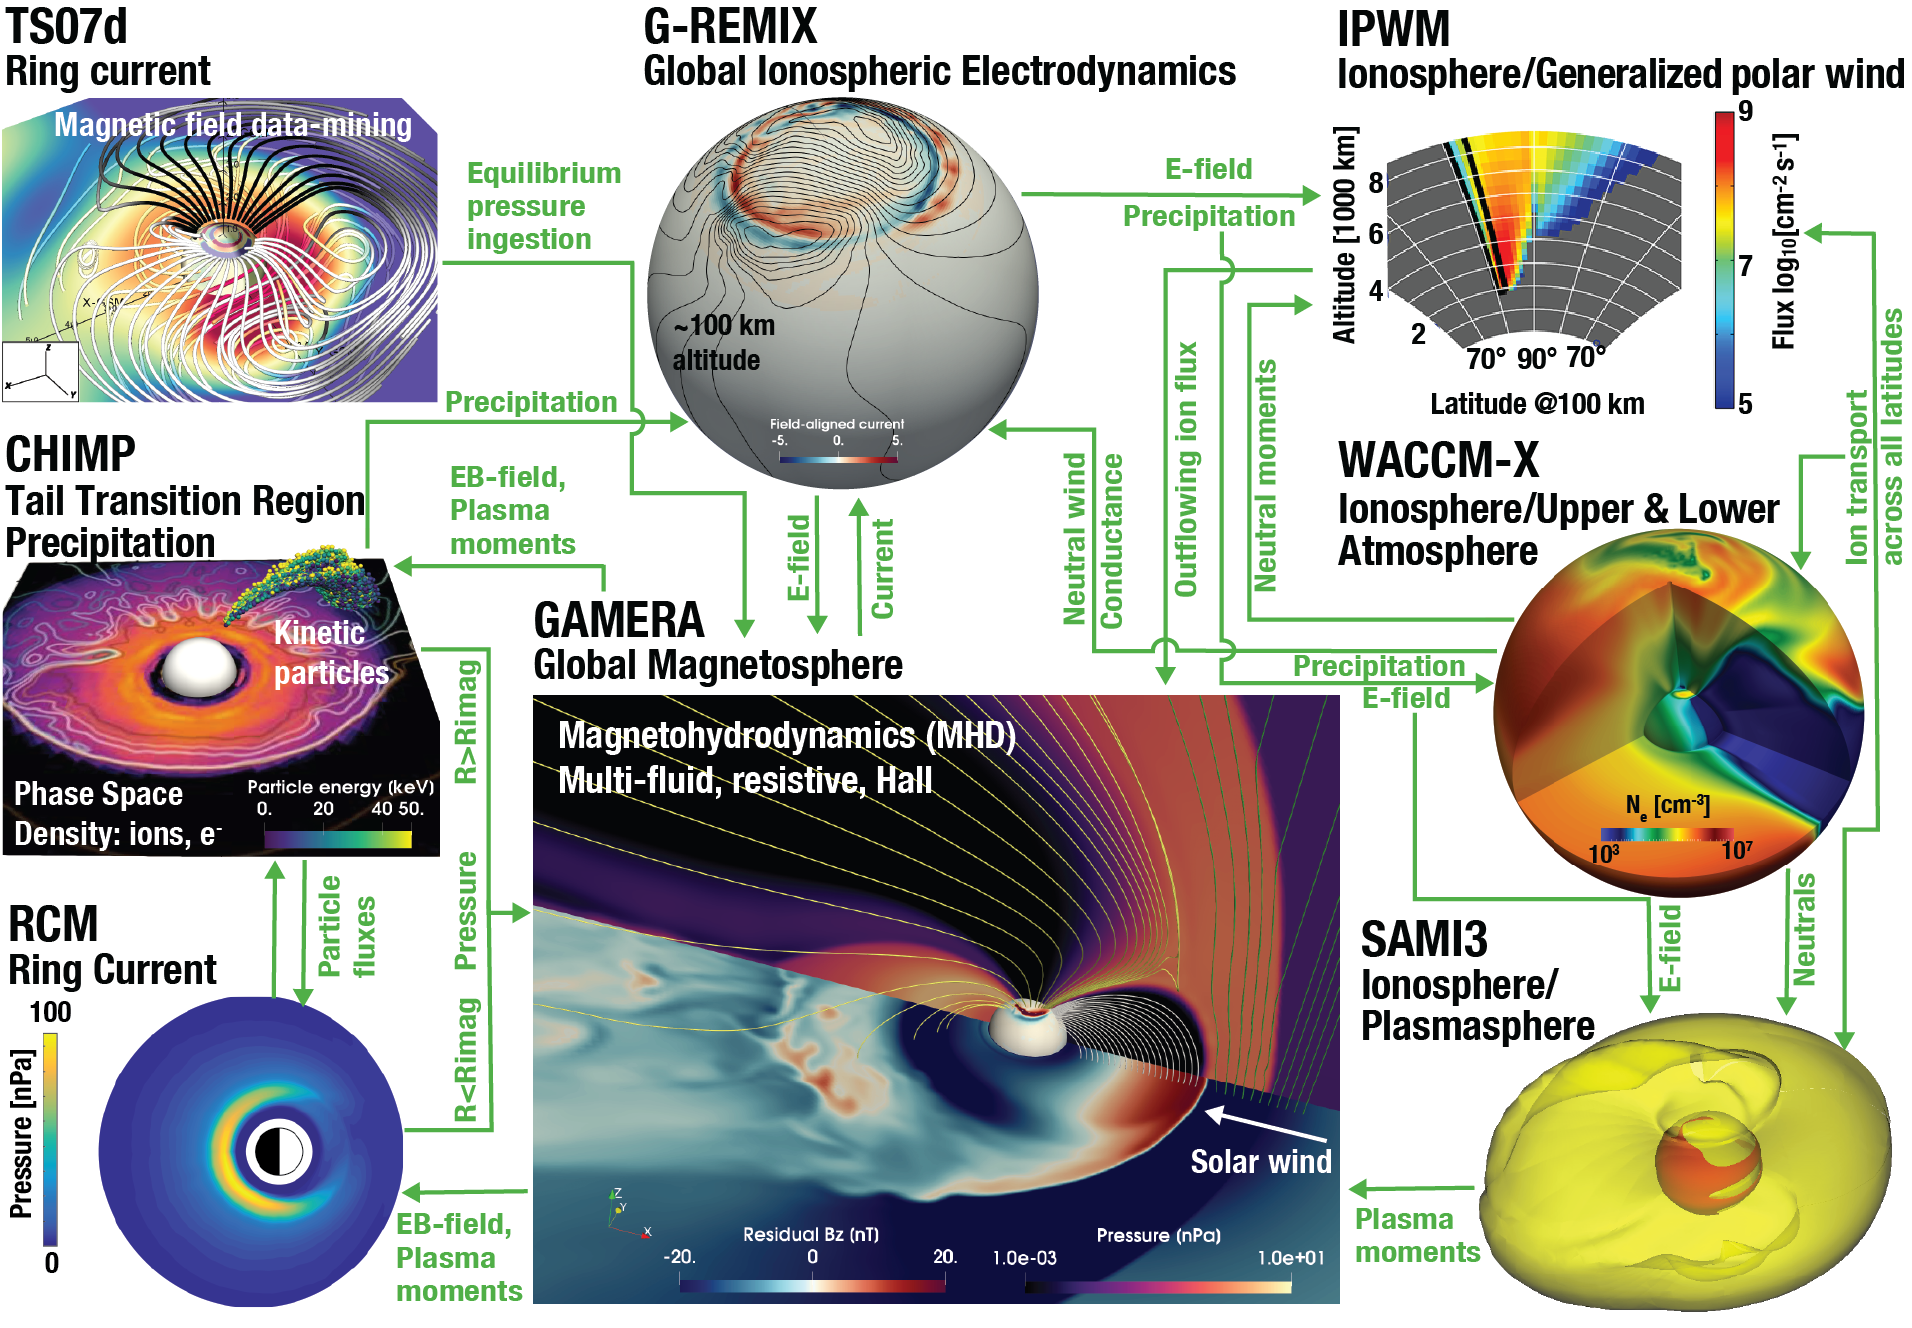 TS07d
Ring current
Magnetic field data-mining
X-GSM
Z
X
Y
Equilibrium
pressure
ingestion
G-REMIX
Global Ionospheric Electrodynamics
~100 km
altitude
Field-aligned current
-5. 0. 5.
E-field
Precipitation
IPWM
Ionosphere/Generalized polar wind
Altitude [1000 km]
8
6
4
2
70° 90° 70°
Latitude @100 km
9
7
5
Flux log10[cm-2 s-1]
Precipitation
CHIMP
Tail Transition Region
Precipitation
Kinetic
particles
Phase Space
Density: ions, e-
Particle energy (keV)
0. 20 40 50.
EB-field,
Plasma
moments
E-field
Current
Neutral wind
Conductance
Outflowing ion flux
Neutral moments
Ion transport
across all latitudes
WACCM-X
Ionosphere/Upper & Lower
Atmosphere
Ne [cm-3]
103 107
Precipitation
E-field
GAMERA
Global Magnetosphere
Magnetohydrodynamics (MHD)
Multi-fluid, resistive, Hall
Solar wind
Z
Y
X
Residual Bz (nT)
-20. 0 20.
Pressure (nPa)
1.0e-03 1.0e+01
R>Rimag
Pressure
R<Rimag
Particle
fluxes
RCM
Ring Current
100
Pressure [nPa]
0
EB-field,
Plasma
moments
E-field
Neutrals
SAMI3
Ionosphere/
Plasmasphere
Plasma
moments